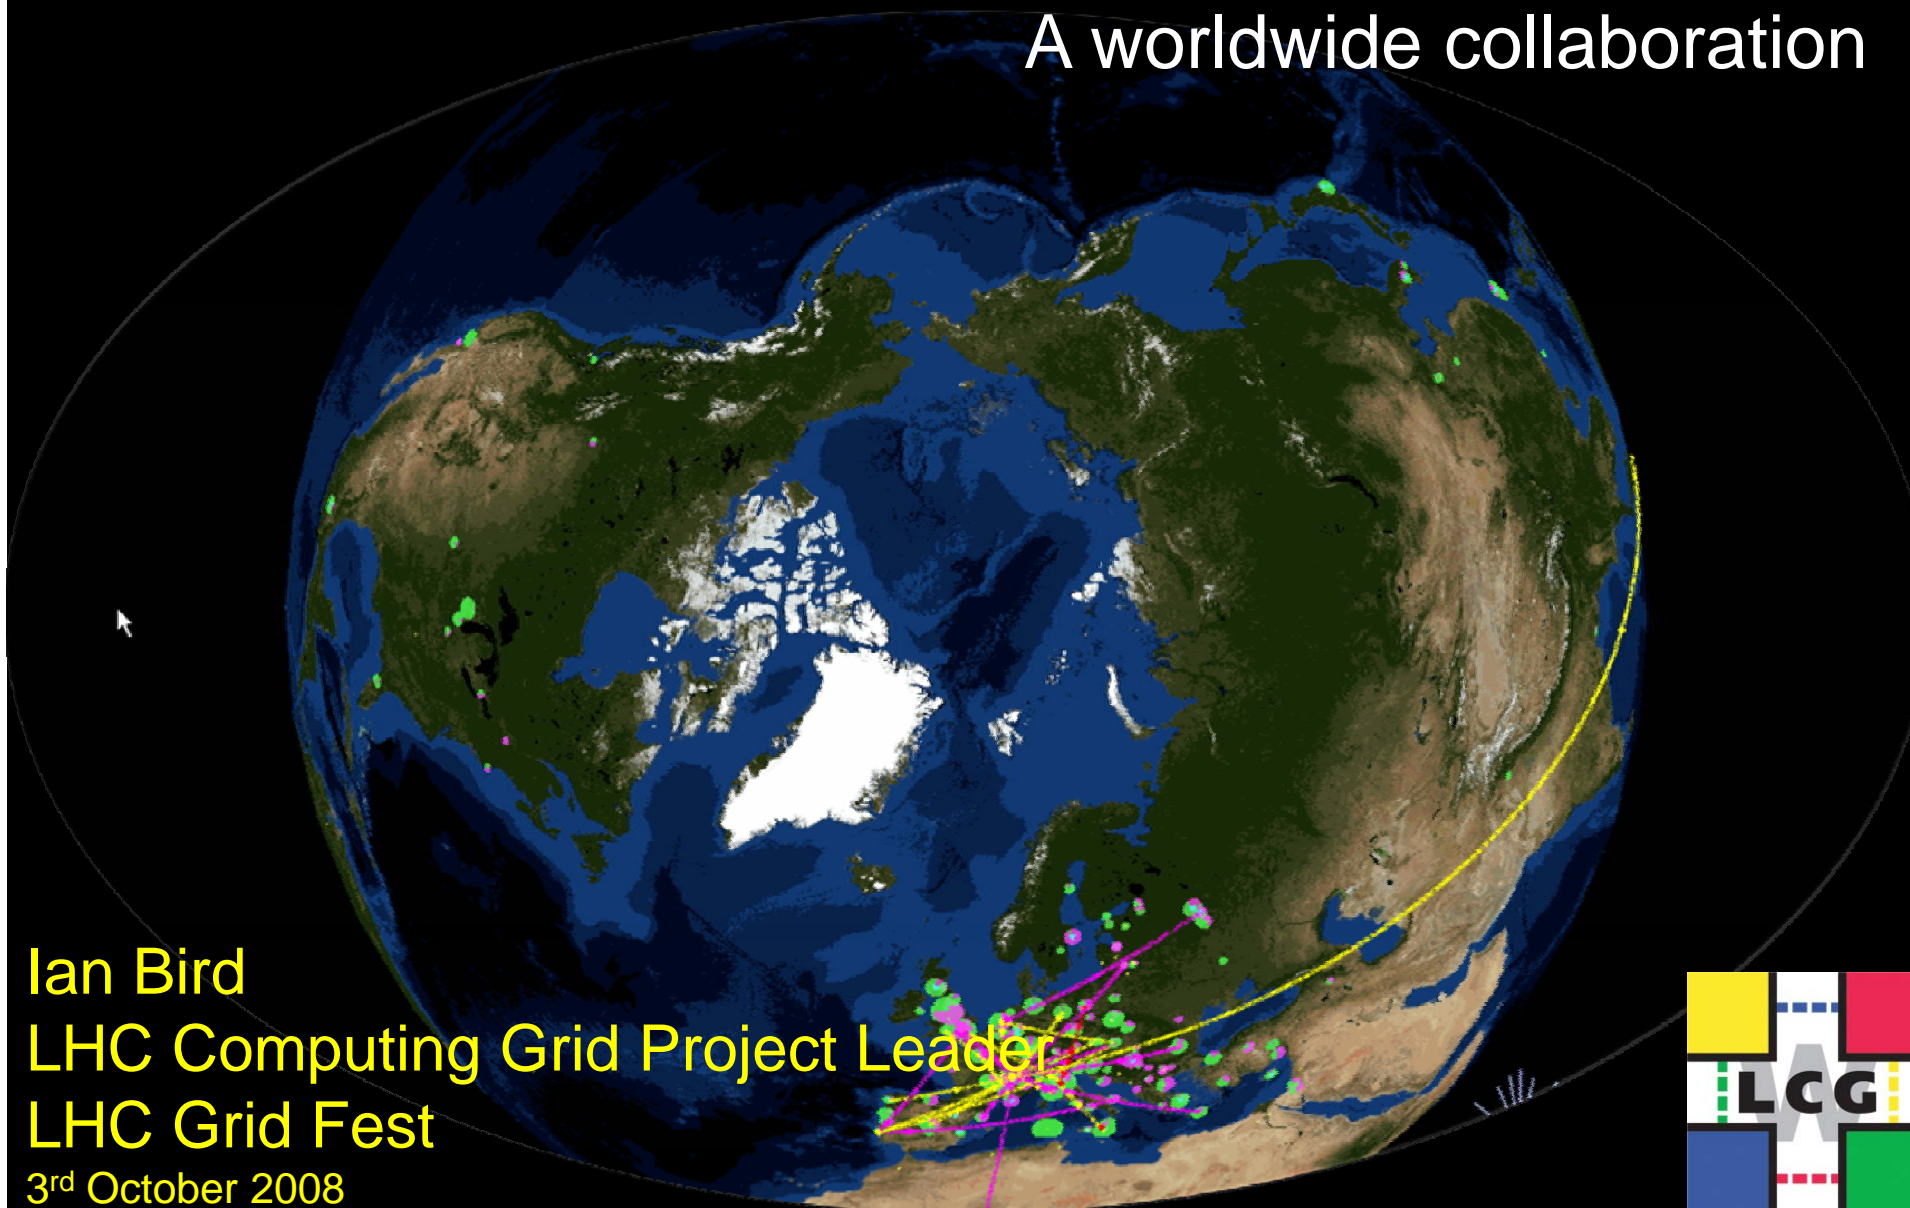 A worldwide collaboration
Ian Bird
LHC Computing Grid Project Leader
LHC Grid Fest
3rd October 2008
W
LCG